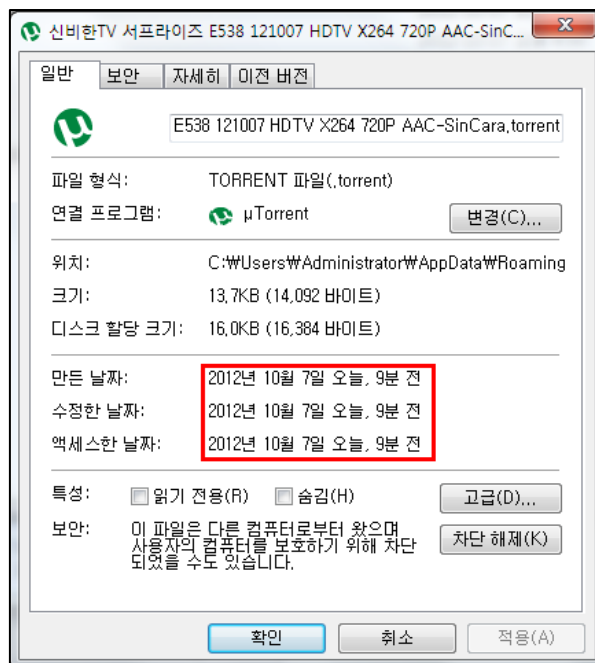 신비한TV 서프라이즈 E538 121007 HDTV X264 720P AAC-SinC...
일반 보안 자세히 이전 버전
E538 121007 HDTV X264 720P AAC-SinCara.torrent
파일 형식: TORRENT 파일(.torrent)
연결 프로그램: µTorrent 변경(C)...
위치: C:₩Users₩Administrator₩AppData₩Roaming
크기: 13.7KB (14,092 바이트)
디스크 할당 크기: 16.0KB (16,384 바이트)
만든 날짜: 2012년 10월 7일 오늘, 9분 전
수정한 날짜: 2012년 10월 7일 오늘, 9분 전
액세스한 날짜: 2012년 10월 7일 오늘, 9분 전
특성: 읽기 전용(R) 숨김(H) 고급(D)...
보안: 이 파일은 다른 컴퓨터로부터 왔으며
사용자의 컴퓨터를 보호하기 위해 차단 차단 해제(K)
되었을 수도 있습니다.
확인 취소 적용(A)